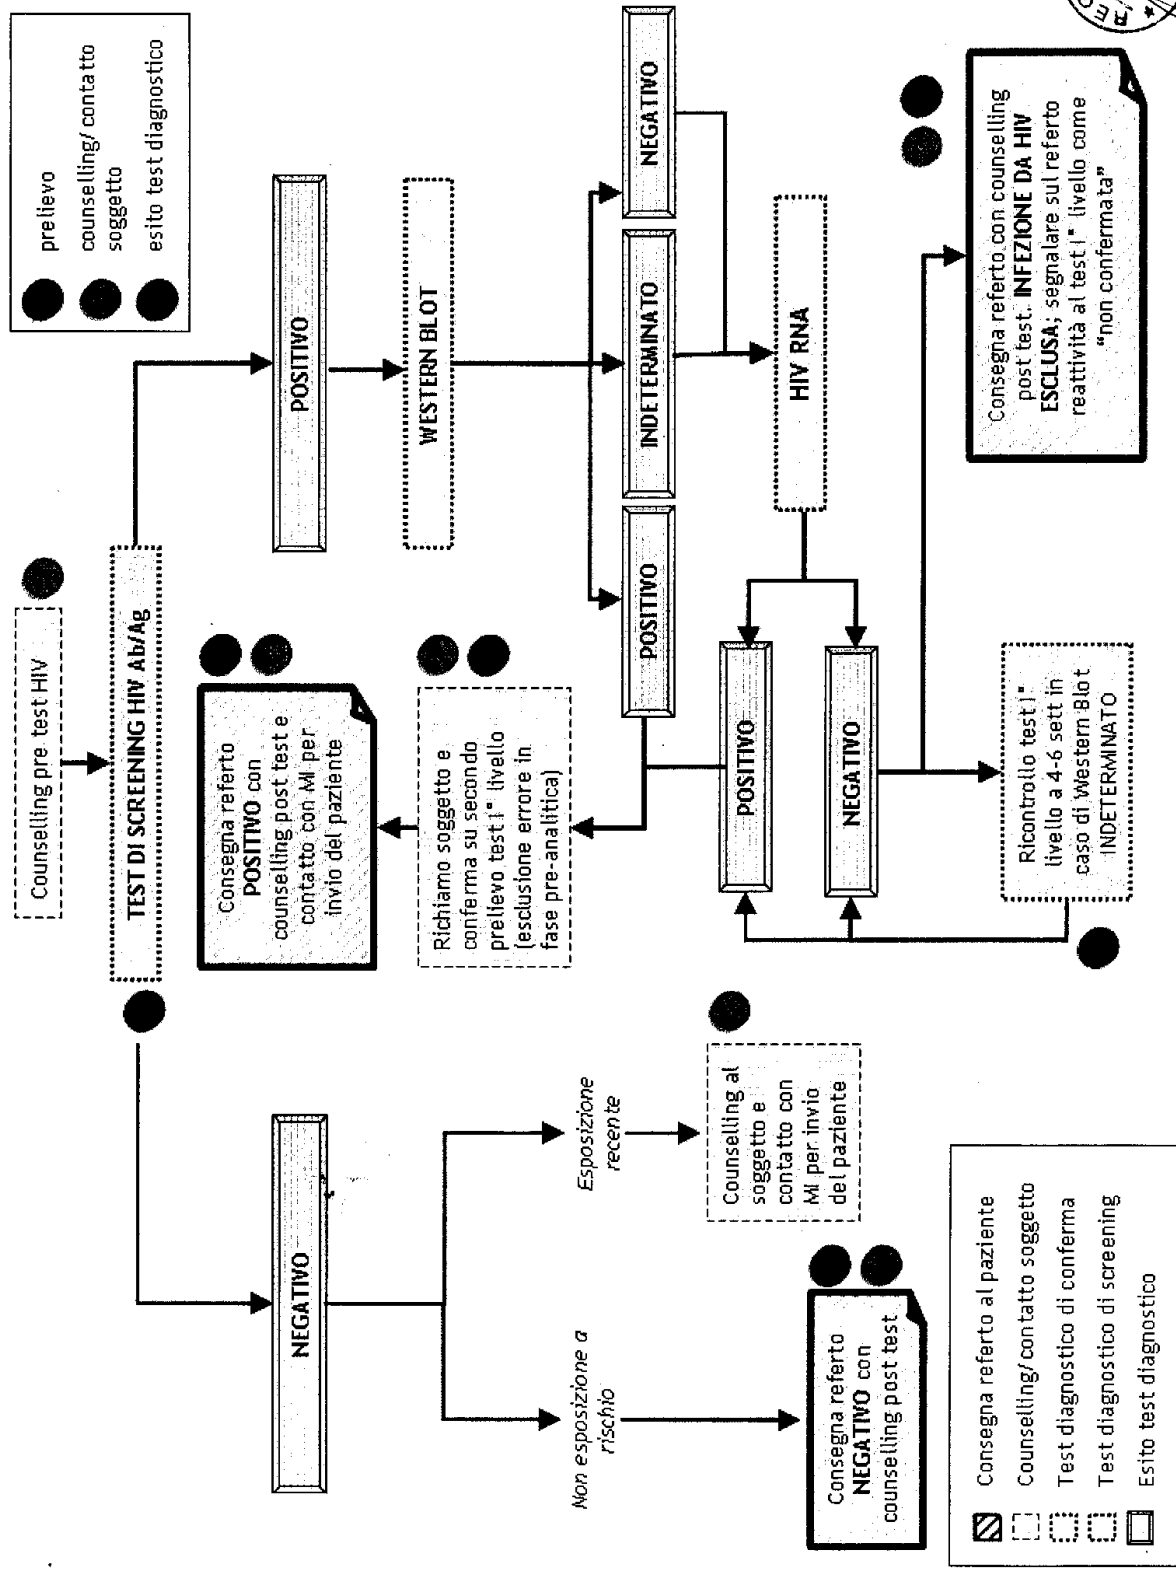 prelievo
counselling/ contatto
soggetto
esito test diagnostico
Counselling pre test HIV
TEST DI SCREENING HIV Ab/Ag
NEGATIVO
POSITIVO
WESTERN BLOT
POSITIVO
INDETERMINATO
NEGATIVO
HIV RNA
Consegna referto
POSITIVO con
counselling post test e
contatto con MI per
invio del paziente
Richiamo soggetto e
conferma su secondo
prelievo test I° livello
(esclusione errore in
fase pre-analitica)
POSITIVO
NEGATIVO
Ricontrollo test I°
livello a 4-6 sett in
caso di Western Blot
INDETERMINATO
Consegna referto con counselling
post test. INFEZIONE DA HIV
ESCLUSA; segnalare sul referto
reattività al test I° livello come
“non confermata”
Non esposizione a
rischio
Esposizione
recente
Counselling al
soggetto e
contatto con
MI per invio
del paziente
Consegna referto
NEGATIVO con
counselling post test
Consegna referto al paziente
Counselling/ contatto soggetto
Test diagnostico di conferma
Test diagnostico di screening
Esito test diagnostico